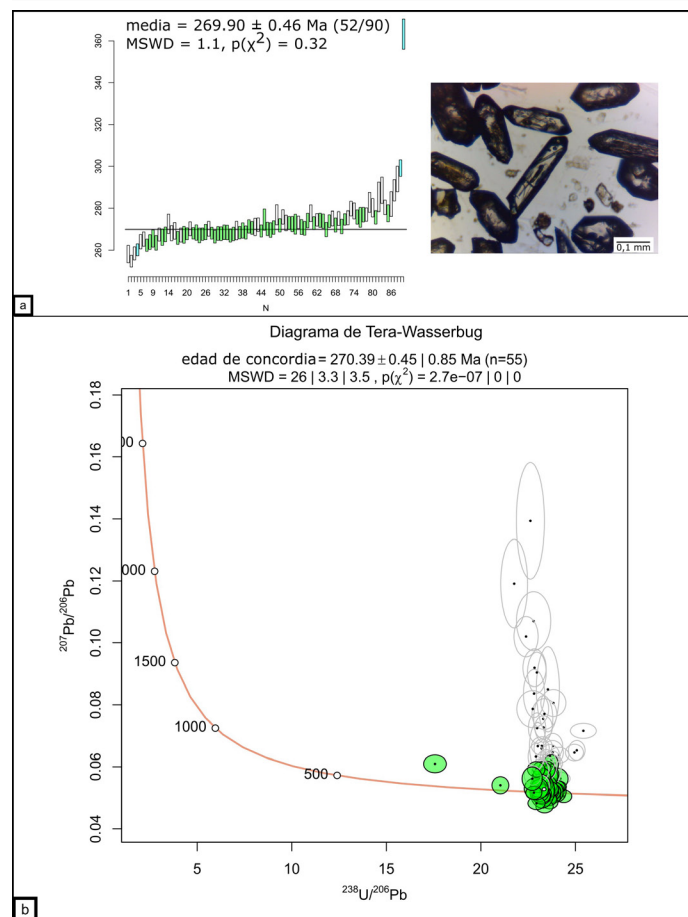 media = 269.90 ± 0.46 Ma (52/90)
MSWD = 1.1, p(χ²) = 0.32
360
340
320
300
280
260
1 5 9 14 20 26 32 38 44 50 56 62 68 74 80 86
N
0,1 mm
a
Diagrama de Tera-Wasserbug
edad de concordia = 270.39 ± 0.45 | 0.85 Ma (n=55)
MSWD = 26 | 3.3 | 3.5 , p(χ²) = 2.7e−07 | 0 | 0
0.18
0.16
0.14
0.12
0.10
0.08
0.06
0.04
²⁰⁷Pb/²⁰⁶Pb
00
000
1500
1000
500
5 10 15 20 25
²³⁸U/²⁰⁶Pb
b